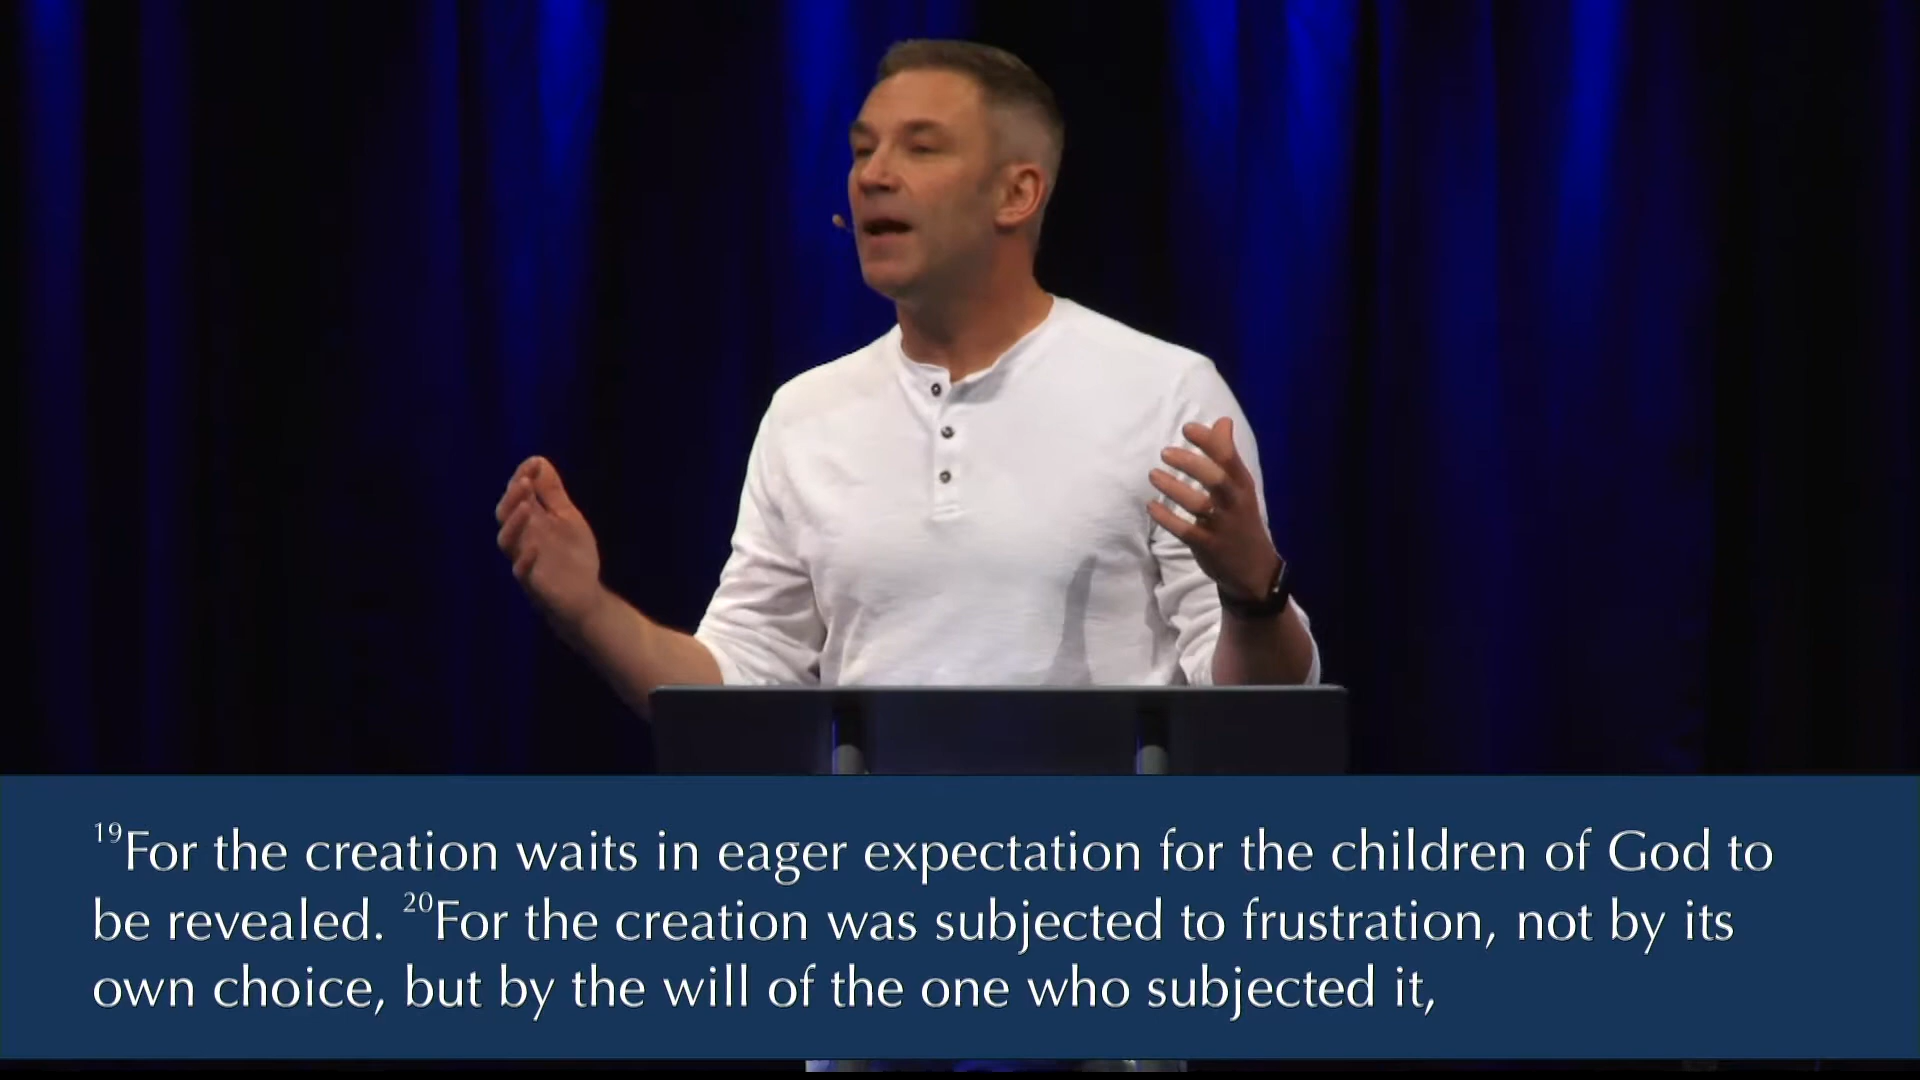 ¹⁹For the creation waits in eager expectation for the children of God to
be revealed. ²⁰For the creation was subjected to frustration, not by its
own choice, but by the will of the one who subjected it,